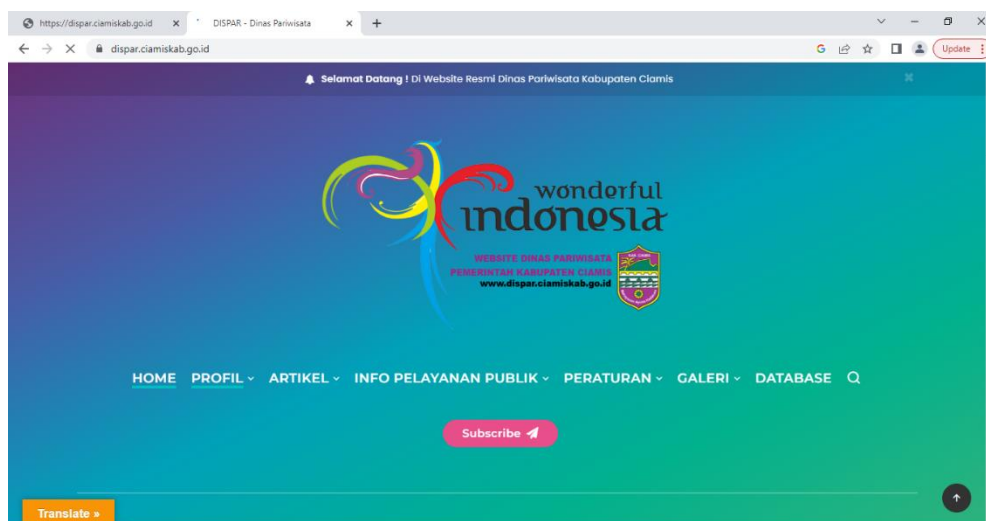 https://dispar.ciamiskab.go.id
DISPAR - Dinas Pariwisata
dispar.ciamiskab.go.id
Update
Selamat Datang ! Di Website Resmi Dinas Pariwisata Kabupaten Ciamis
wonderful
indonesia
WEBSITE DINAS PARIWISATA
PEMERINTAH KABUPATEN CIAMIS
www.dispar.ciamiskab.go.id
HOME PROFIL ARTIKEL INFO PELAYANAN PUBLIK PERATURAN GALERI DATABASE
Subscribe
Translate »